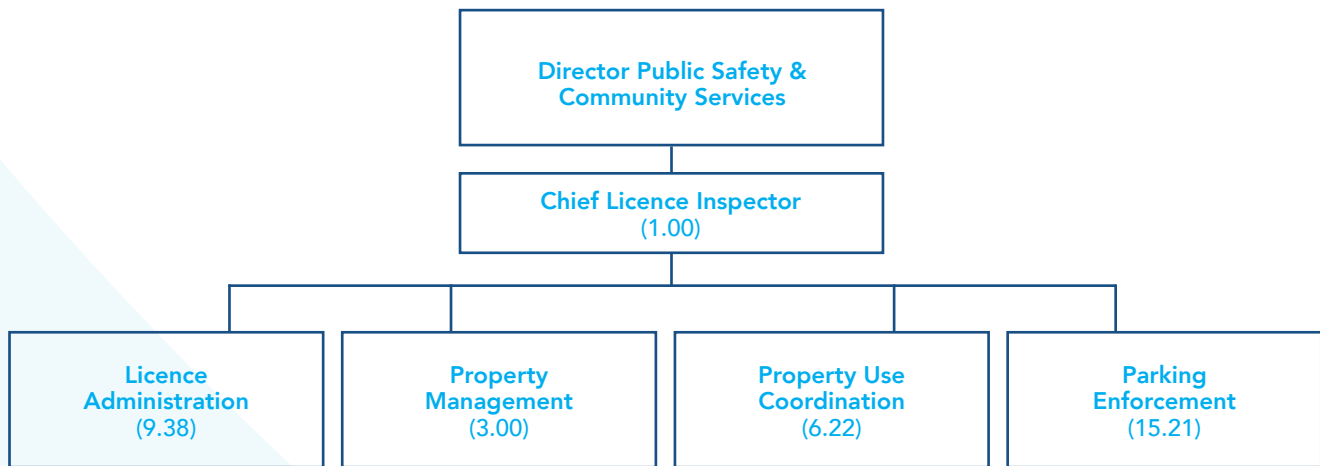 Director Public Safety &
Community Services
Chief Licence Inspector
(1.00)
Licence
Administration
(9.38)
Property
Management
(3.00)
Property Use
Coordination
(6.22)
Parking
Enforcement
(15.21)